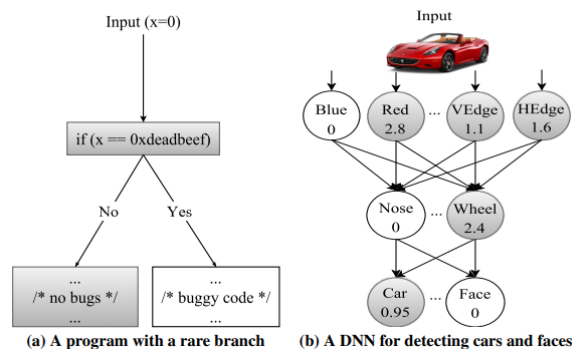 Input (x=0)
if (x == 0xdeadbeef)
No
Yes
...
/* no bugs */
...
...
/* buggy code */
...
(a) A program with a rare branch
Input
Blue
0
Red
2.8
...
VEdge
1.1
HEdge
1.6
Nose
0
...
Wheel
2.4
Car
0.95
...
Face
0
(b) A DNN for detecting cars and faces